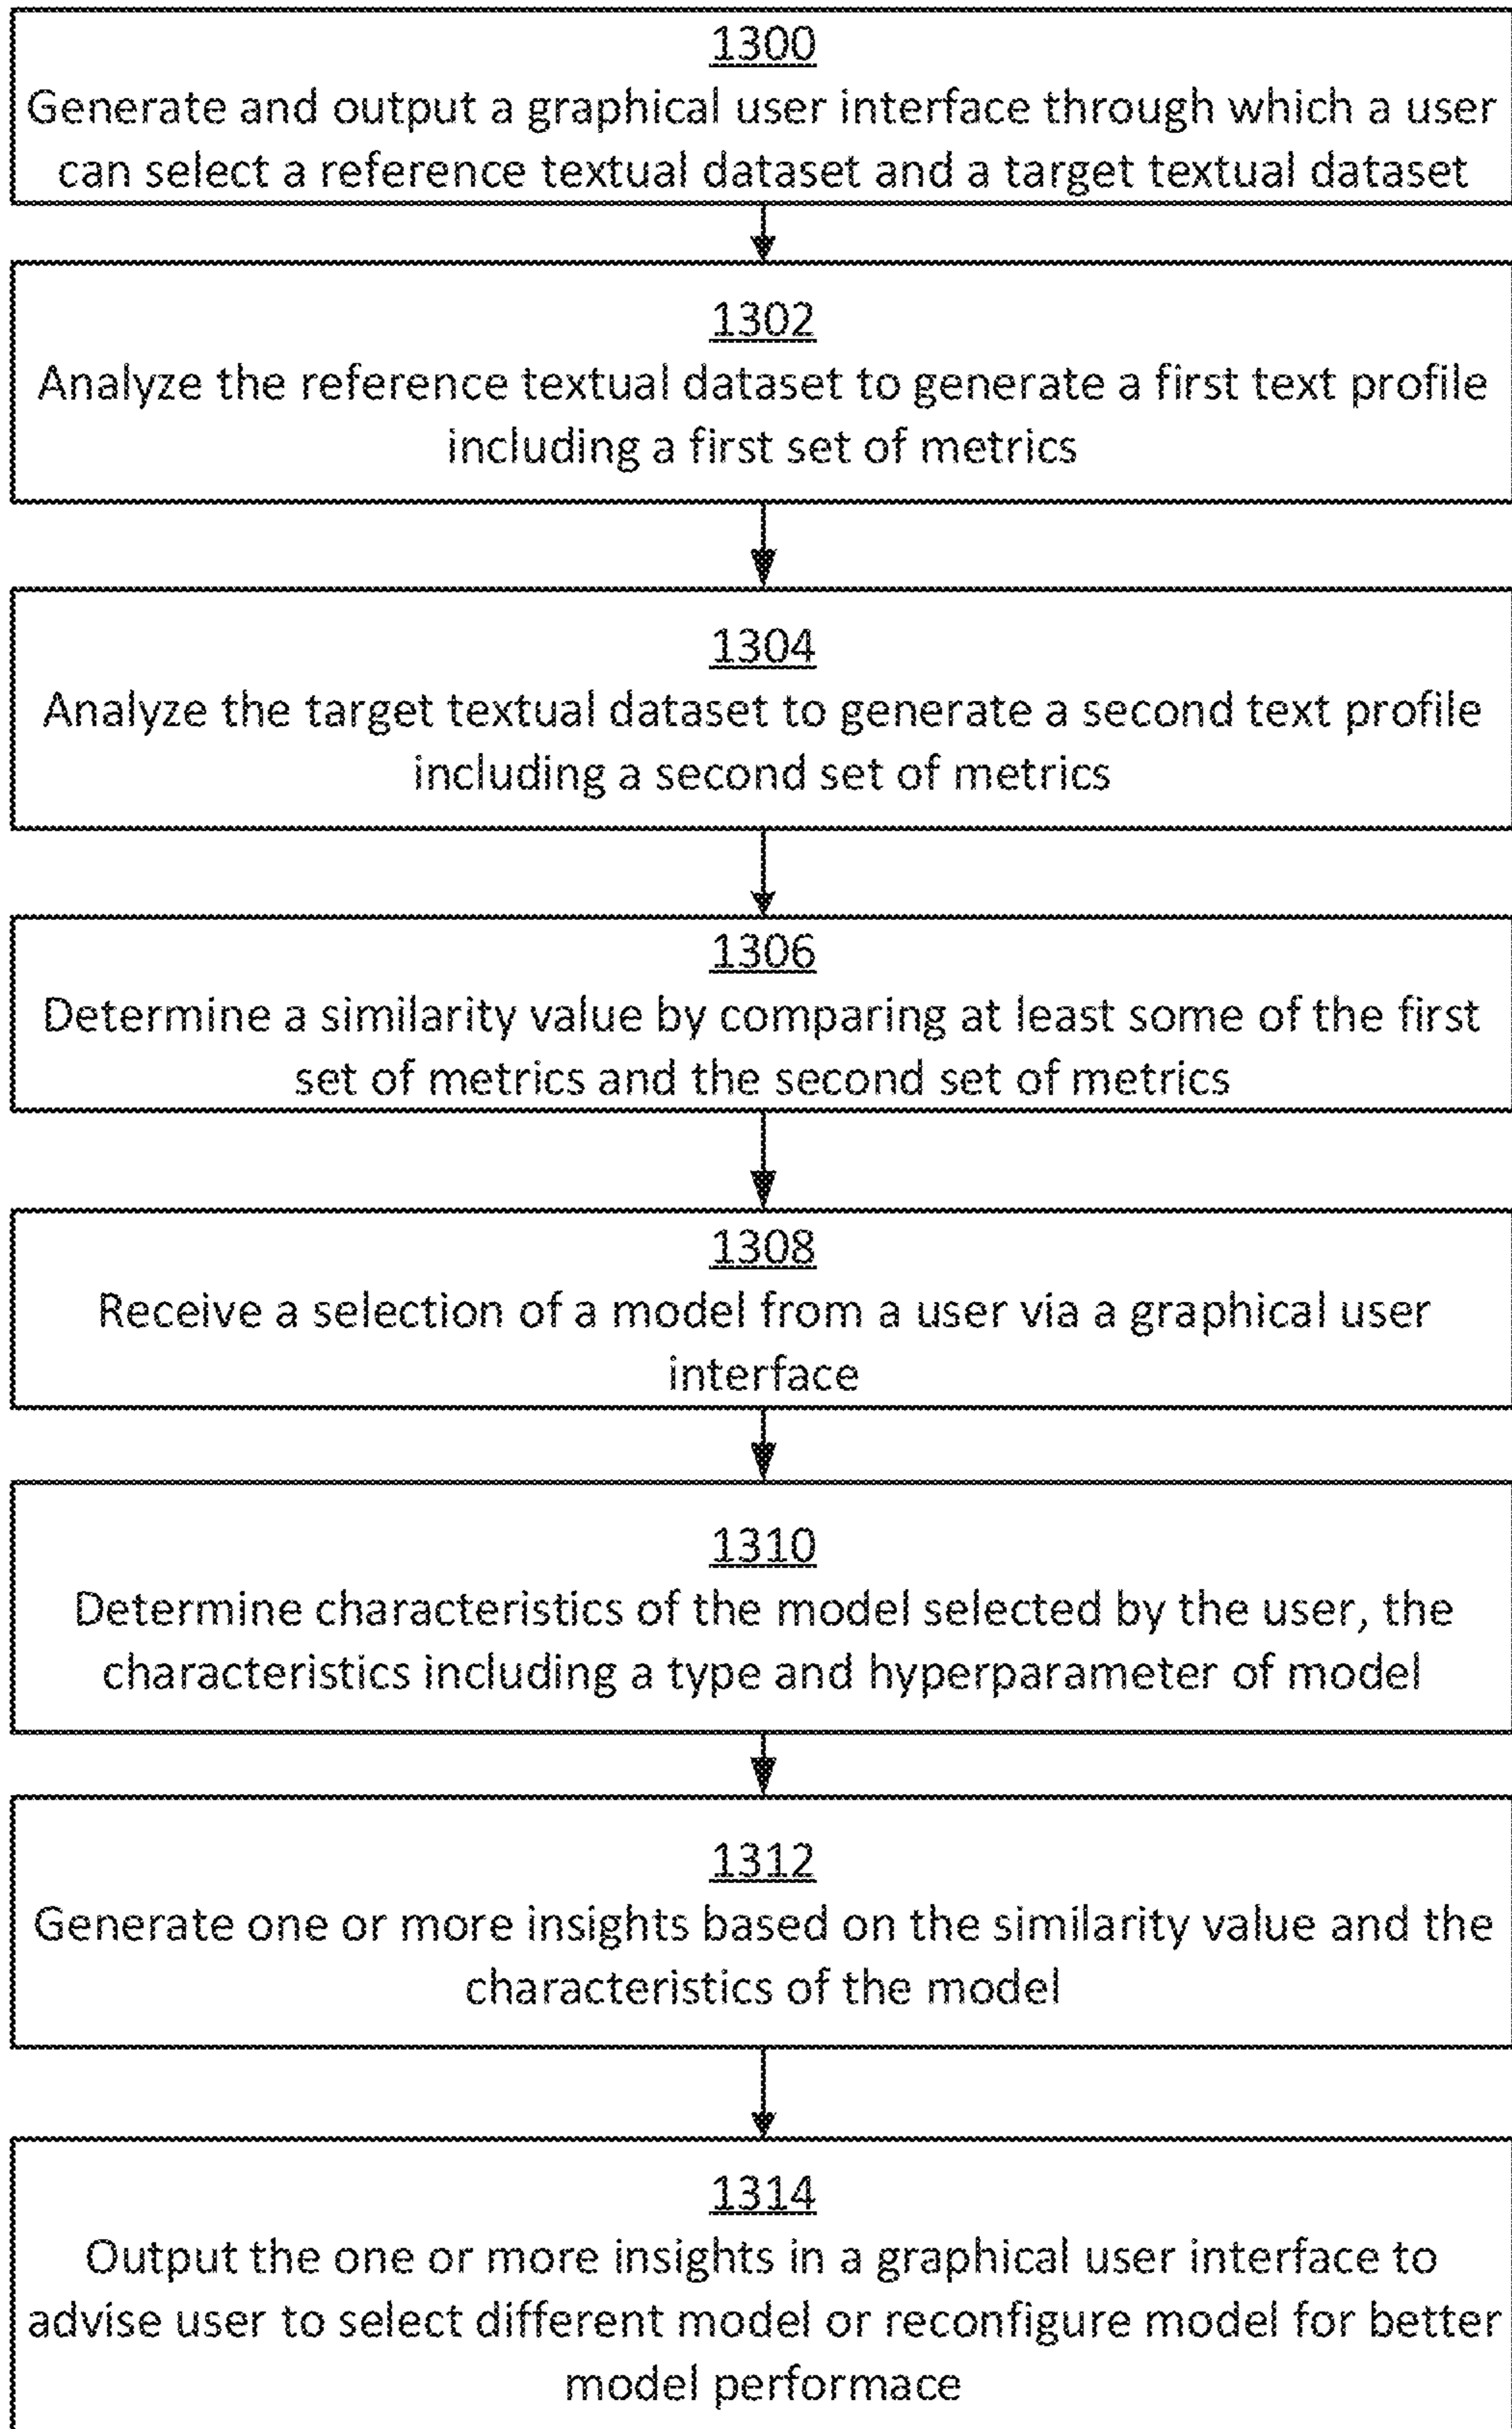 1300
Generate and output a graphical user interface through which a user
can select a reference textual dataset and a target textual dataset
1302
Analyze the reference textual dataset to generate a first text profile
including a first set of metrics
1304
Analyze the target textual dataset to generate a second text profile
including a second set of metrics
1306
Determine a similarity value by comparing at least some of the first
set of metrics and the second set of metrics
1308
Receive a selection of a model from a user via a graphical user
interface
1310
Determine characteristics of the model selected by the user, the
characteristics including a type and hyperparameter of model
1312
Generate one or more insights based on the similarity value and the
characteristics of the model
1314
Output the one or more insights in a graphical user interface to
advise user to select different model or reconfigure model for better
model performace